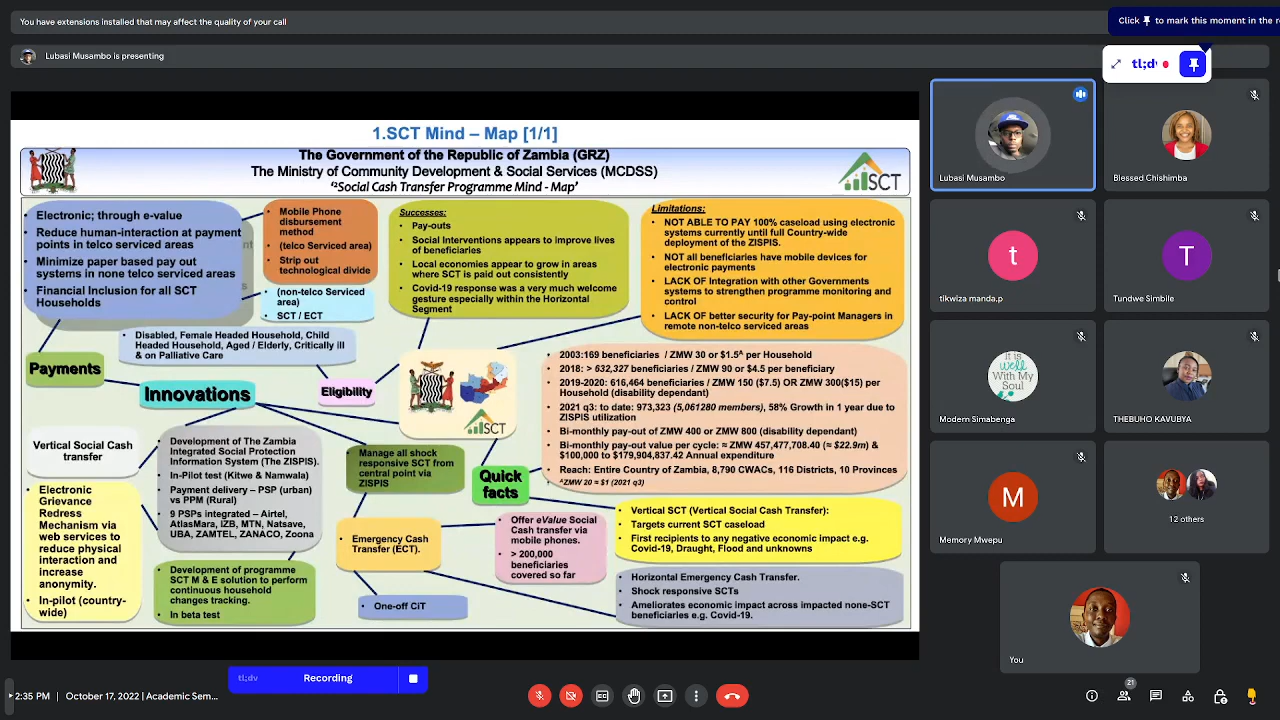 You have extensions installed that may affect the quality of your call
Click to mark this moment in the r
Lubasi Musambo is presenting
tl;dv
1.SCT Mind – Map [1/1]
The Government of the Republic of Zambia (GRZ)
The Ministry of Community Development & Social Services (MCDSS)
‘²Social Cash Transfer Programme Mind - Map’
SCT
• Electronic; through e-value
• Reduce human-interaction at payment
points in telco serviced areas
• Minimize paper based pay out
systems in none telco serviced areas
• Financial Inclusion for all SCT
Households
• Mobile Phone
disbursement
method
• (telco Serviced area)
• Strip out
technological divide
• (non-telco Serviced
area)
• SCT / ECT
Successes:
• Pay-outs
• Social Interventions appears to improve lives
of beneficiaries
• Local economies appear to grow in areas
where SCT is paid out consistently
• Covid-19 response was a very much welcome
gesture especially within the Horizontal
Segment
Limitations:
• NOT ABLE TO PAY 100% caseload using electronic
systems currently until full Country-wide
deployment of the ZISPIS.
• NOT all beneficiaries have mobile devices for
electronic payments
• LACK OF Integration with other Governments
systems to strengthen programme monitoring and
control
• LACK OF better security for Pay-point Managers in
remote non-telco serviced areas
• Disabled, Female Headed Household, Child
Headed Household, Aged / Elderly, Critically ill
& on Palliative Care
Payments
Innovations
Eligibility
SCT
• 2003:169 beneficiaries / ZMW 30 or $1.5ᴬ per Household
• 2018: > 632,327 beneficiaries / ZMW 90 or $4.5 per beneficiary
• 2019-2020: 616,464 beneficiaries / ZMW 150 ($7.5) OR ZMW 300($15) per
Household (disability dependant)
• 2021 q3: to date: 973,323 (5,061280 members), 58% Growth in 1 year due to
ZISPIS utilization
• Bi-monthly pay-out of ZMW 400 or ZMW 800 (disability dependant)
• Bi-monthly pay-out value per cycle: ≈ ZMW 457,477,708.40 (≈ $22.9m) &
$100,000 to $179,904,837.42 Annual expenditure
• Reach: Entire Country of Zambia, 8,790 CWACs, 116 Districts, 10 Provinces
• ᴬZMW 20 ≈ $1 (2021 q3)
Vertical Social Cash
transfer
• Development of The Zambia
Integrated Social Protection
Information System (The ZISPIS).
• In-Pilot test (Kitwe & Namwala)
• Payment delivery – PSP (urban)
vs PPM (Rural)
• 9 PSPs integrated – Airtel,
AtlasMara, IZB, MTN, Natsave,
UBA, ZAMTEL, ZANACO, Zoona
• Manage all shock
responsive SCT from
central point via
ZISPIS
Quick
facts
• Electronic
Grievance
Redress
Mechanism via
web services to
reduce physical
interaction and
increase
anonymity.
• In-pilot (country-
wide)
• Development of programme
SCT M & E solution to perform
continuous household
changes tracking.
• In beta test
• Emergency Cash
Transfer (ECT).
• One-off CiT
• Offer eValue Social
Cash transfer via
mobile phones.
• > 200,000
beneficiaries
covered so far
• Vertical SCT (Vertical Social Cash Transfer):
• Targets current SCT caseload
• First recipients to any negative economic impact e.g.
Covid-19, Draught, Flood and unknowns
• Horizontal Emergency Cash Transfer.
• Shock responsive SCTs
• Ameliorates economic impact across impacted none-SCT
beneficiaries e.g. Covid-19.
Lubasi Musambo
Blessed Chishimba
t
tikwiza manda.p
T
Tundwe Simbile
It is
well
With My
Soul
Modern Simabenga
THEBUHO KAVUBYA
M
Memory Mwepu
12 others
You
tl;dv Recording
2:35 PM | October 17, 2022 | Academic Sem...
21